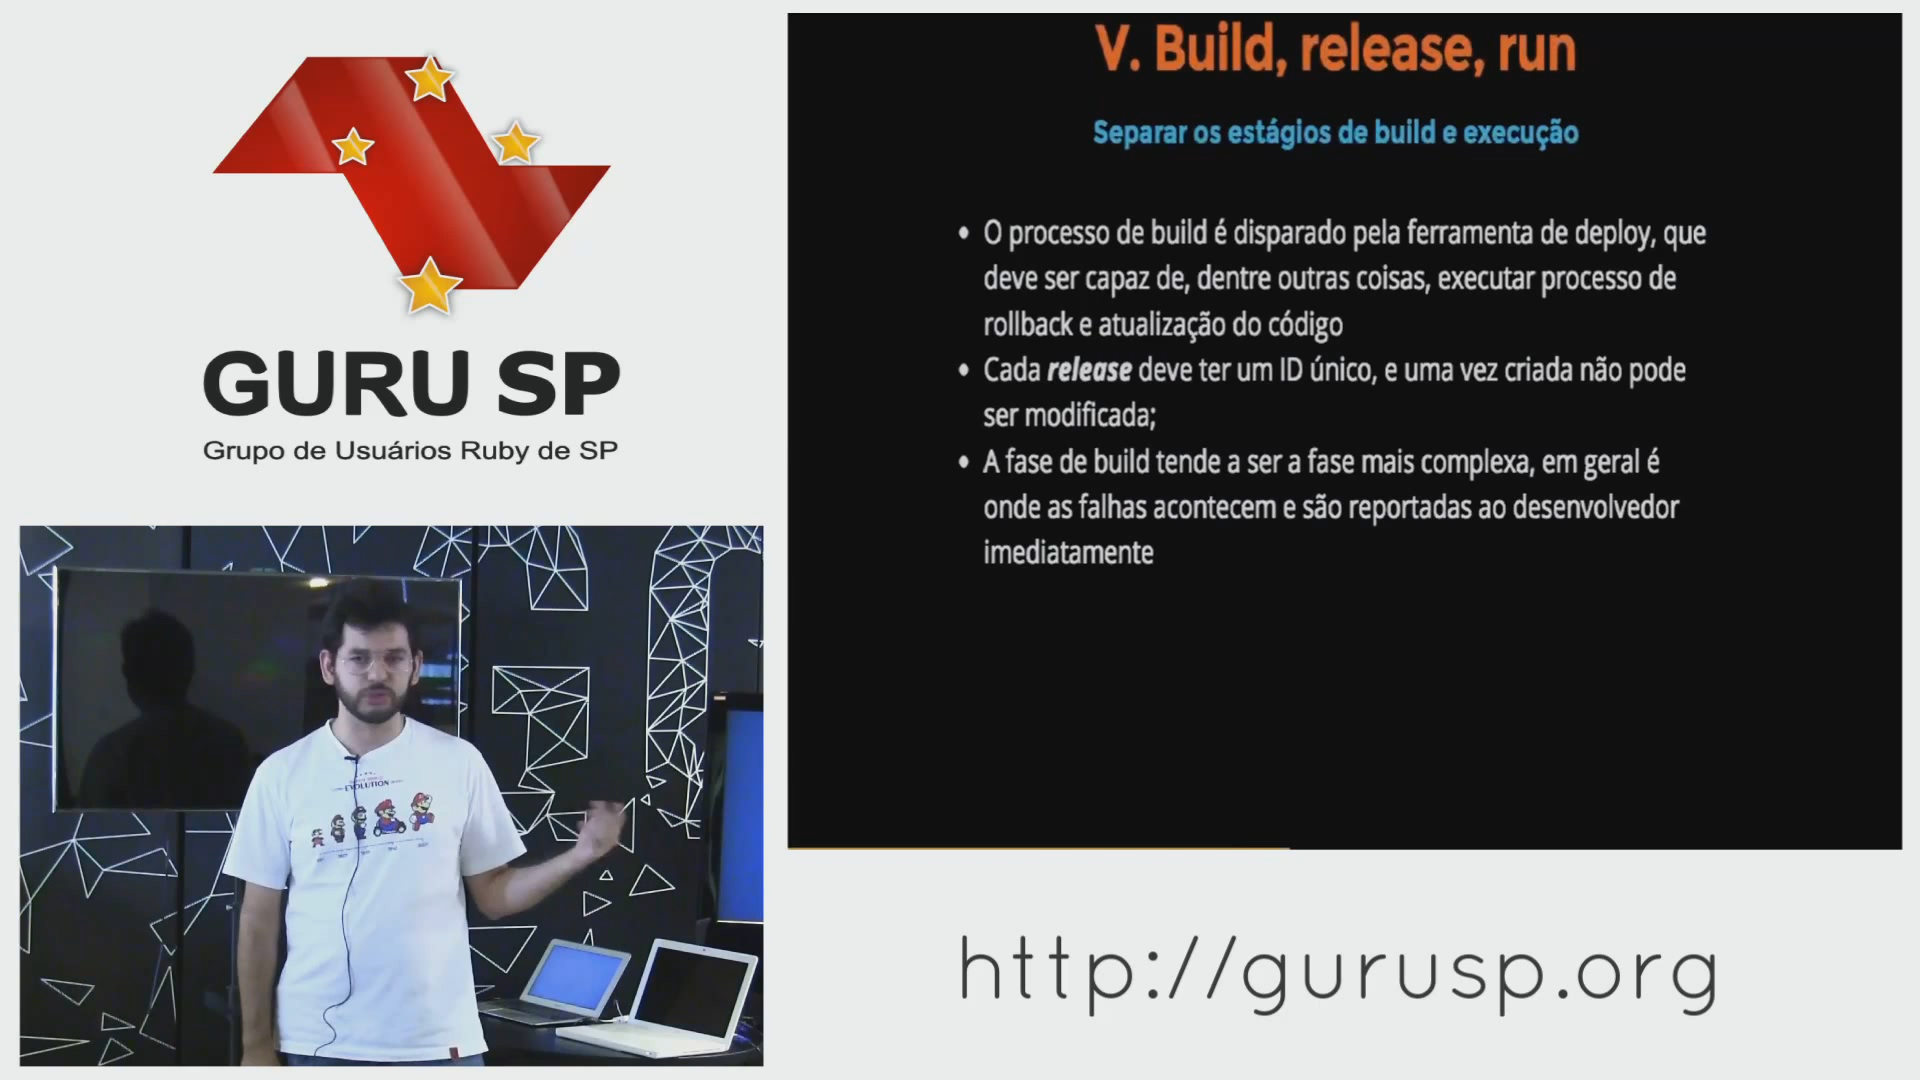 GURU SP
Grupo de Usuários Ruby de SP
V. Build, release, run
Separar os estágios de build e execução
• O processo de build é disparado pela ferramenta de deploy, que
deve ser capaz de, dentre outras coisas, executar processo de
rollback e atualização do código
• Cada release deve ter um ID único, e uma vez criada não pode
ser modificada;
• A fase de build tende a ser a fase mais complexa, em geral é
onde as falhas acontecem e são reportadas ao desenvolvedor
imediatamente
EVOLUTION
http://gurusp.org